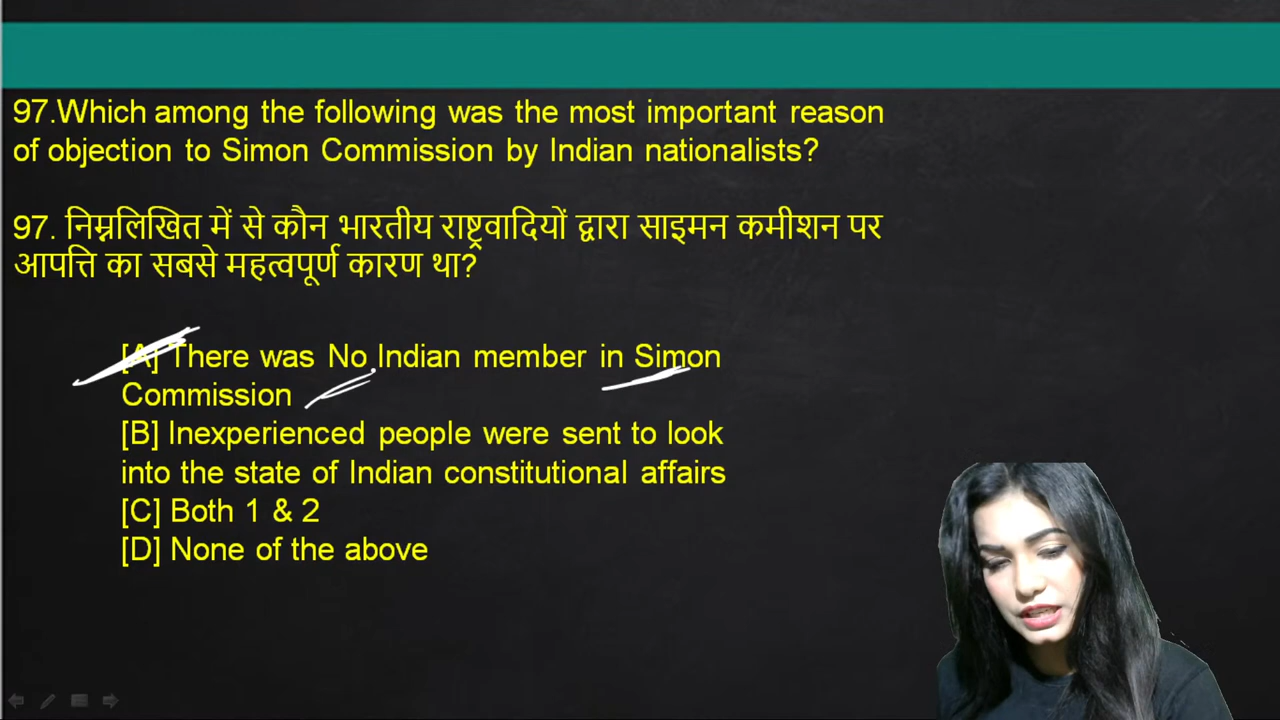 97.Which among the following was the most important reason
of objection to Simon Commission by Indian nationalists?
97. निम्नलिखित में से कौन भारतीय राष्ट्रवादियों द्वारा साइमन कमीशन पर
आपत्ति का सबसे महत्वपूर्ण कारण था?
[A] There was No Indian member in Simon
Commission
[B] Inexperienced people were sent to look
into the state of Indian constitutional affairs
[C] Both 1 & 2
[D] None of the above